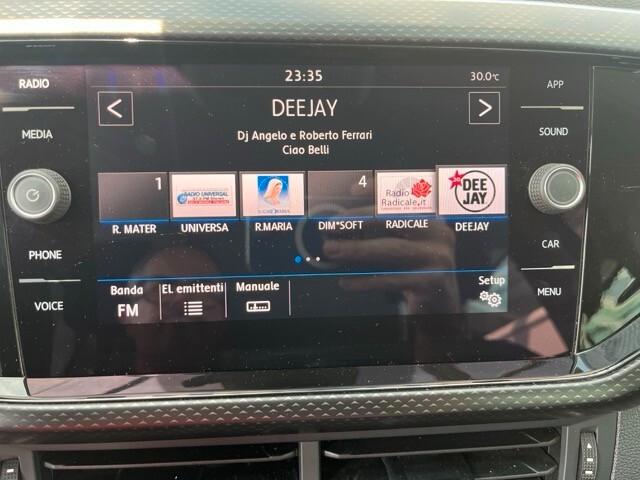 RADIO
MEDIA
PHONE
VOICE
23:35
30.0°C
DEEJAY
Dj Angelo e Roberto Ferrari
Ciao Belli
1
RADIO UNIVERSAL
4
Radio
Radicale.it
DEE
JAY
R. MATER
UNIVERSA
R.MARIA
DIM*SOFT
RADICALE
DEEJAY
Banda
FM
El. emittenti
Manuale
Setup
APP
SOUND
CAR
MENU